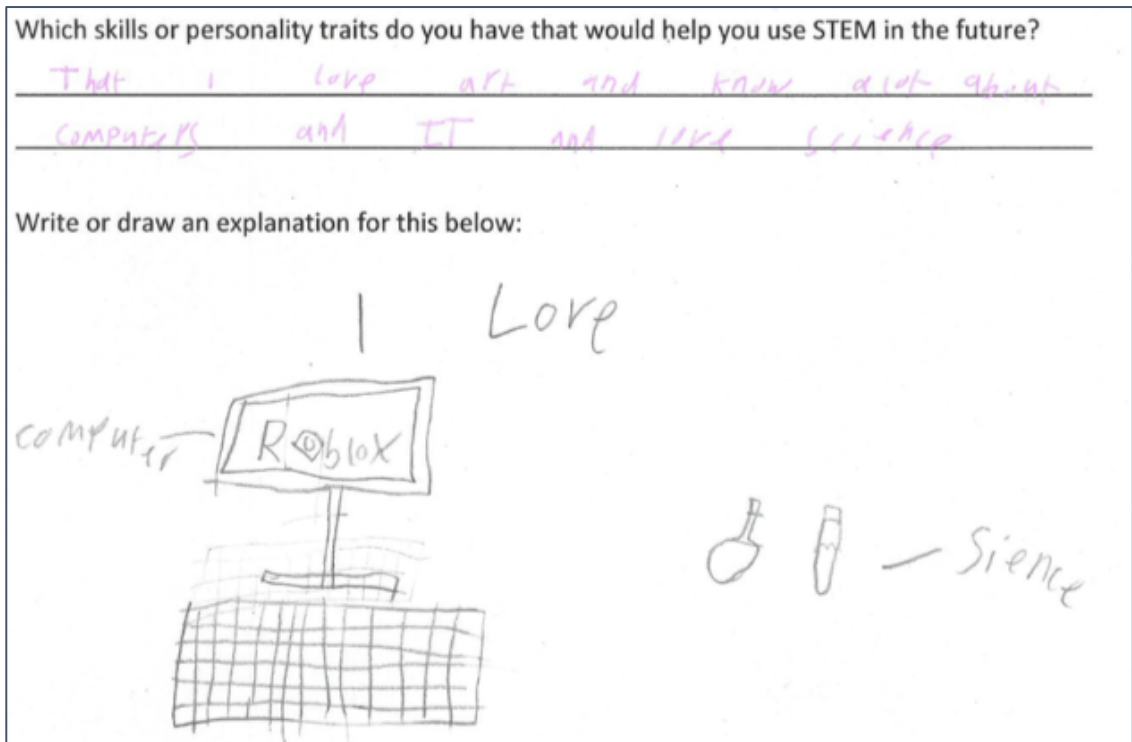 Which skills or personality traits do you have that would help you use STEM in the future?
That i love art and know a lot about
computers and IT and love science
Write or draw an explanation for this below:
I Love
computer
Roblox
Sience